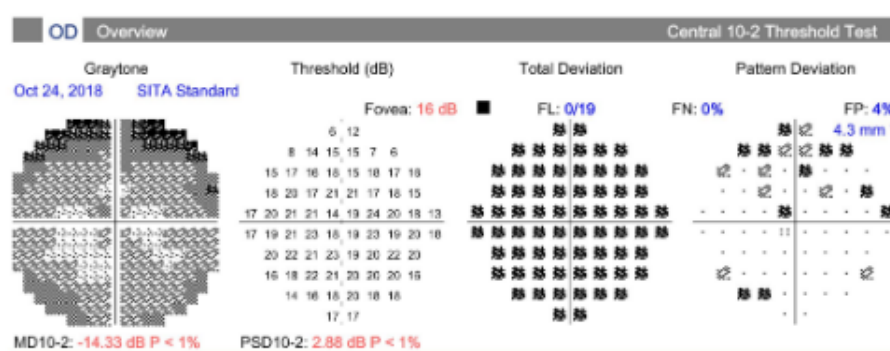 OD Overview Central 10-2 Threshold Test
Graytone Threshold (dB) Total Deviation Pattern Deviation
Oct 24, 2018 SITA Standard
Fovea: 16 dB FL: 0/19 FN: 0% FP: 4%
4.3 mm
6 12
8 14 15 15 7 6
15 17 16 18 15 18 17 16
18 20 17 21 21 17 18 15
17 20 21 21 14 19 24 20 18 13
17 19 21 23 18 19 23 19 20 18
20 22 21 23 19 20 22 20
16 18 22 21 20 20 20 16
14 16 18 20 18 18
17 17
MD10-2: -14.33 dB P < 1% PSD10-2: 2.88 dB P < 1%